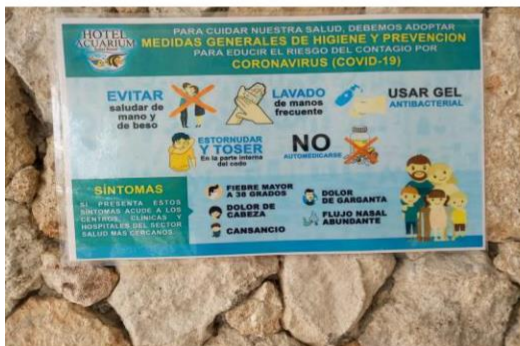 HOTEL
ACUARIUM
PARA CUIDAR NUESTRA SALUD, DEBEMOS ADOPTAR
MEDIDAS GENERALES DE HIGIENE Y PREVENCION
PARA EDUCIR EL RIESGO DEL CONTAGIO POR
CORONAVIRUS (COVID-19)
EVITAR
saludar de
mano y
de beso
LAVADO
de manos
frecuente
USAR GEL
ANTIBACTERIAL
ESTORNUDAR
Y TOSER
En la parte interna
del codo
NO
AUTOMEDICARSE
SÍNTOMAS
SI PRESENTA ESTOS
SINTOMAS ACUDE A LOS
CENTROS, CLINICAS Y
HOSPITALES DEL SECTOR
SALUD MAS CERCANOS.
FIEBRE MAYOR
A 38 GRADOS
DOLOR DE
CABEZA
CANSANCIO
DOLOR
DE GARGANTA
FLUJO NASAL
ABUNDANTE